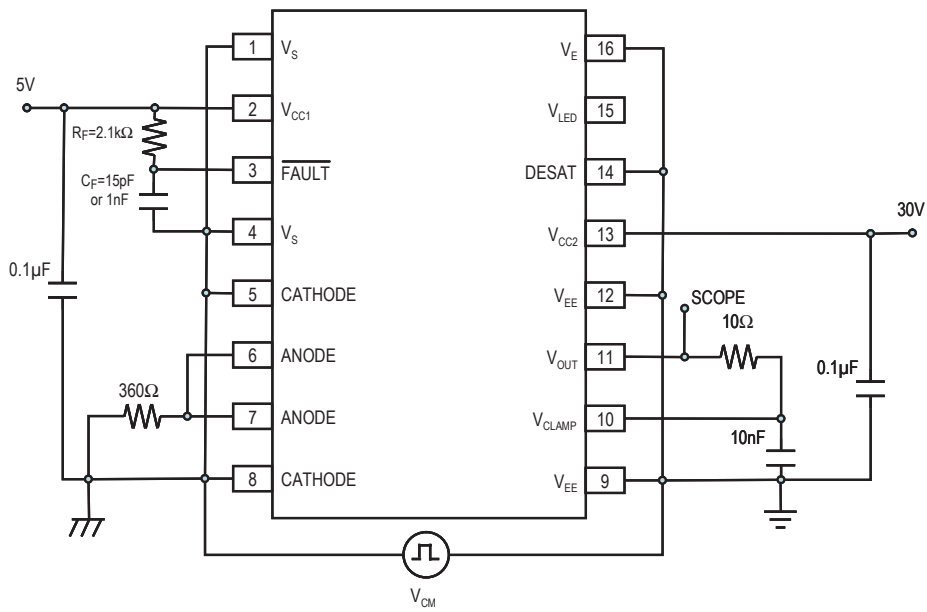 1 V_S
2 V_CC1
3 FAULT
4 V_S
5 CATHODE
6 ANODE
7 ANODE
8 CATHODE
V_E 16
V_LED 15
DESAT 14
V_CC2 13
V_EE 12
V_OUT 11
V_CLAMP 10
V_EE 9
5V
R_F=2.1kΩ
C_F=15pF
or 1nF
0.1µF
360Ω
30V
SCOPE
10Ω
0.1µF
10nF
V_CM